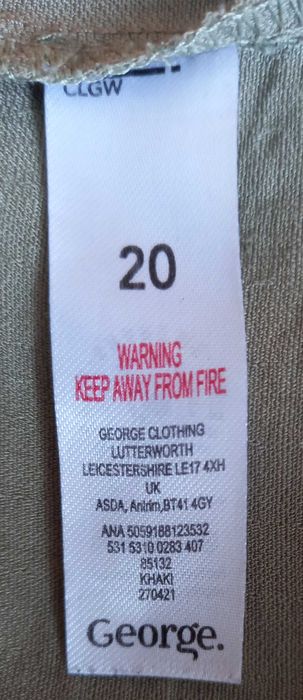 CLGW
20
WARNING
KEEP AWAY FROM FIRE
GEORGE CLOTHING
LUTTERWORTH
LEICESTERSHIRE LE17 4XH
UK
ASDA, Antrim,BT41 4GY
ANA 5059188123532
531 5310 0283 407
85132
KHAKI
270421
George.